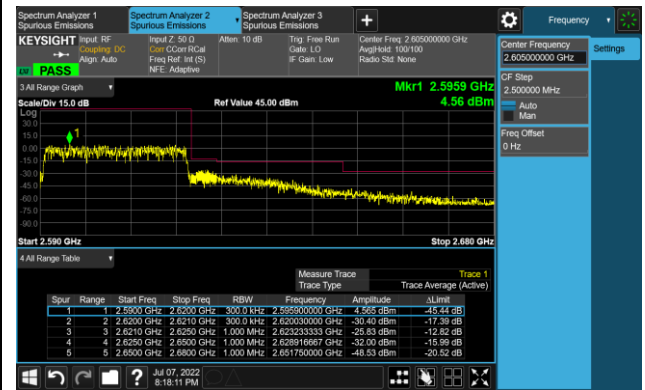 Spectrum Analyzer 1
Spurious Emissions
Spectrum Analyzer 2
Spurious Emissions
Spectrum Analyzer 3
Spurious Emissions
Frequency
KEYSIGHT
Input: RF
Coupling: DC
Align: Auto
Input Z: 50 Ω
Corr CCorr RCal
Freq Ref: Int (S)
NFE: Adaptive
Atten: 10 dB
Trig: Free Run
Gate: LO
IF Gain: Low
Center Freq: 2.605000000 GHz
Avg|Hold: 100/100
Radio Std: None
PASS
Center Frequency
2.605000000 GHz
Settings
CF Step
2.500000 MHz
Auto
Man
Freq Offset
0 Hz
3 All Range Graph
Mkr1 2.5959 GHz
4.56 dBm
Scale/Div 15.0 dB
Ref Value 45.00 dBm
Log
30.0
15.0
0.00
-15.0
-30.0
-45.0
-60.0
-75.0
-90.0
1
Start 2.590 GHz
Stop 2.680 GHz
4 All Range Table
Measure Trace Trace 1
Trace Type Trace Average (Active)
Spur Range Start Freq Stop Freq RBW Frequency Amplitude ΔLimit
1 1 2.5900 GHz 2.6200 GHz 300.0 kHz 2.595900000 GHz 4.565 dBm -45.44 dB
2 2 2.6200 GHz 2.6210 GHz 300.0 kHz 2.620030000 GHz -30.40 dBm -17.39 dB
3 3 2.6210 GHz 2.6250 GHz 1.000 MHz 2.623233333 GHz -25.83 dBm -12.82 dB
4 4 2.6250 GHz 2.6500 GHz 1.000 MHz 2.628916667 GHz -32.00 dBm -15.99 dB
5 5 2.6500 GHz 2.6800 GHz 1.000 MHz 2.651750000 GHz -48.53 dBm -20.52 dB
Jul 07, 2022
8:18:11 PM